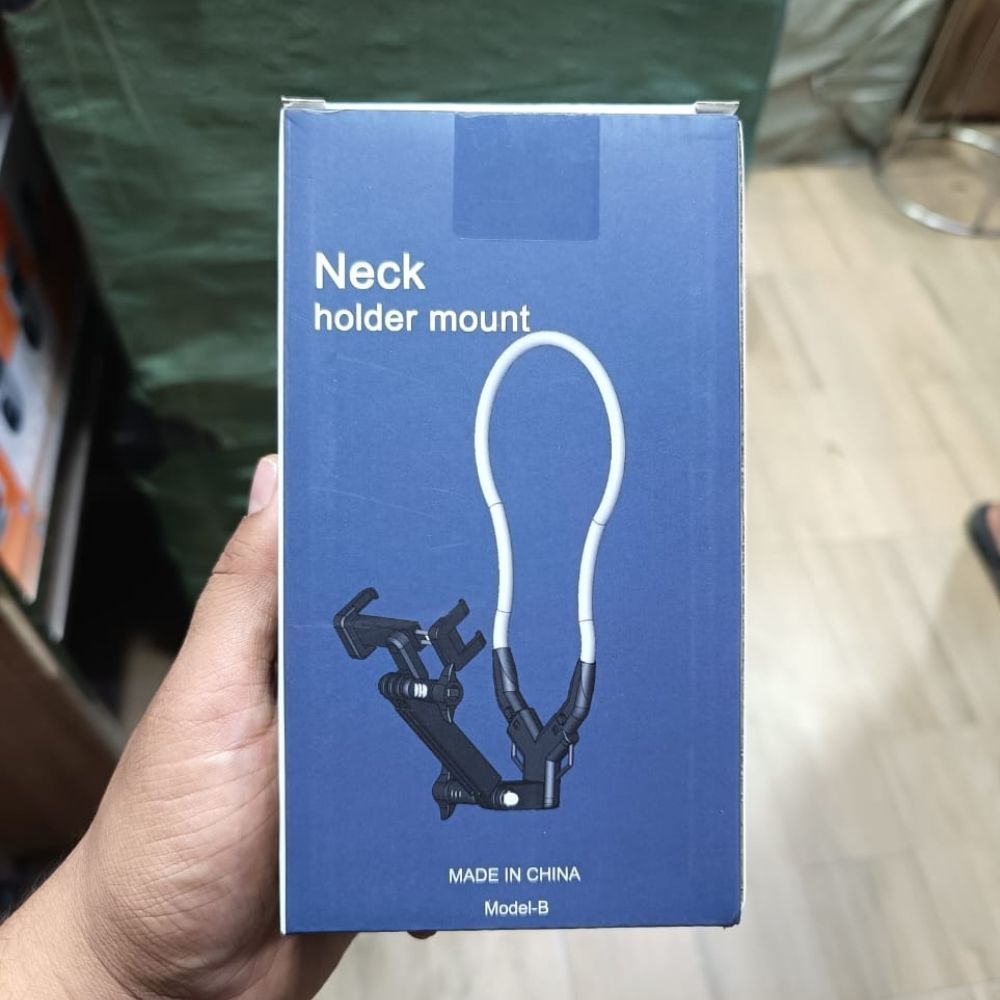 Neck
holder mount
MADE IN CHINA
Model-B